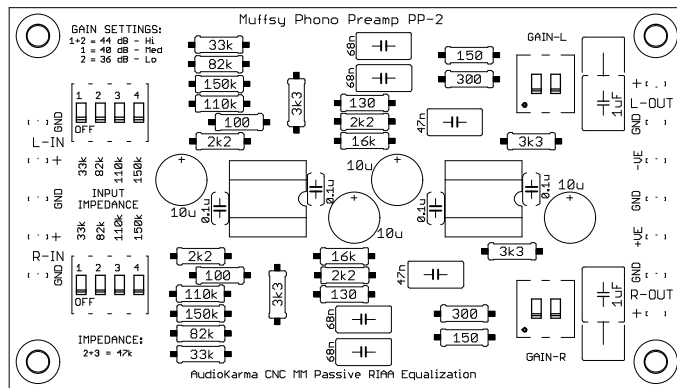 Muffsy Phono Preamp PP-2
GAIN SETTINGS:
1+2 = 44 dB - Hi
1 = 40 dB - Med
2 = 36 dB - Lo
33k
82k
150k
110k
100
2k2
3k3
68n
68n
130
2k2
16k
150
300
47n
3k3
GAIN-L
1uF
+
L-OUT
GND
1 2 3 4
OFF
GND
L-IN
+
33k
82k
110k
150k
GND
INPUT
IMPEDANCE
33k
82k
110k
150k
+
R-IN
GND
1 2 3 4
OFF
+
10u
0.1u
0.1u
+
10u
+
10u
0.1u
0.1u
+
10u
-VE
GND
+VE
GND
R-OUT
+
2k2
100
110k
150k
82k
33k
3k3
16k
2k2
130
68n
68n
47n
3k3
300
150
GAIN-R
1uF
IMPEDANCE:
2+3 = 47k
AudioKarma CNC MM Passive RIAA Equalization